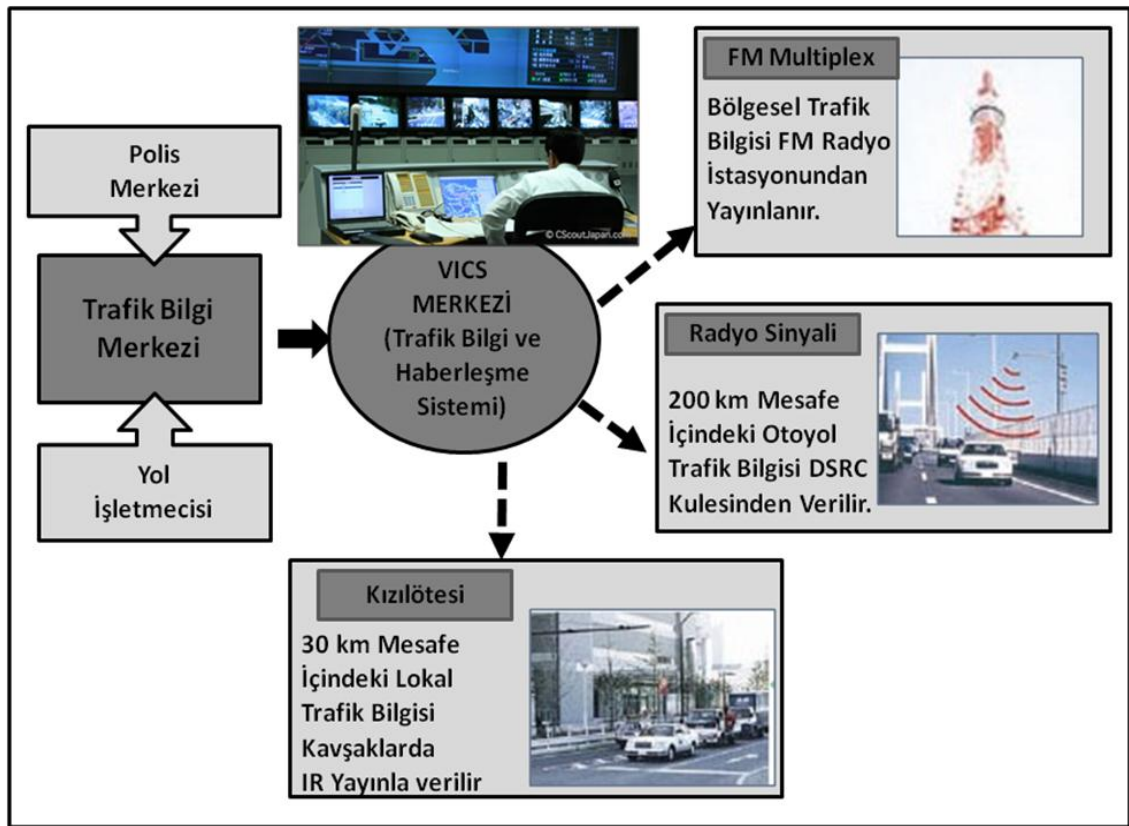 Polis
Merkezi
Trafik Bilgi
Merkezi
Yol
İşletmecisi
© CScoutJapan.com
VICS
MERKEZİ
(Trafik Bilgi ve
Haberleşme
Sistemi)
FM Multiplex
Bölgesel Trafik
Bilgisi FM Radyo
İstasyonundan
Yayınlanır.
Radyo Sinyali
200 km Mesafe
İçindeki Otoyol
Trafik Bilgisi DSRC
Kulesinden Verilir.
Kızılötesi
30 km Mesafe
İçindeki Lokal
Trafik Bilgisi
Kavşaklarda
IR Yayınla verilir